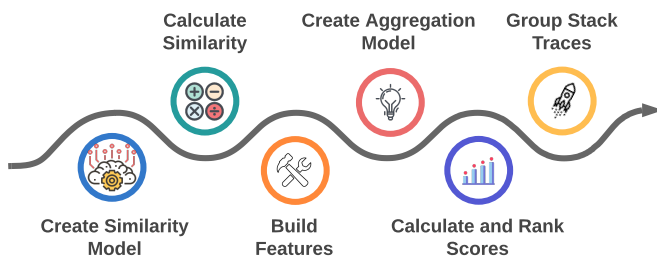 Calculate
Similarity
Create Aggregation
Model
Group Stack
Traces
Create Similarity
Model
Build
Features
Calculate and Rank
Scores